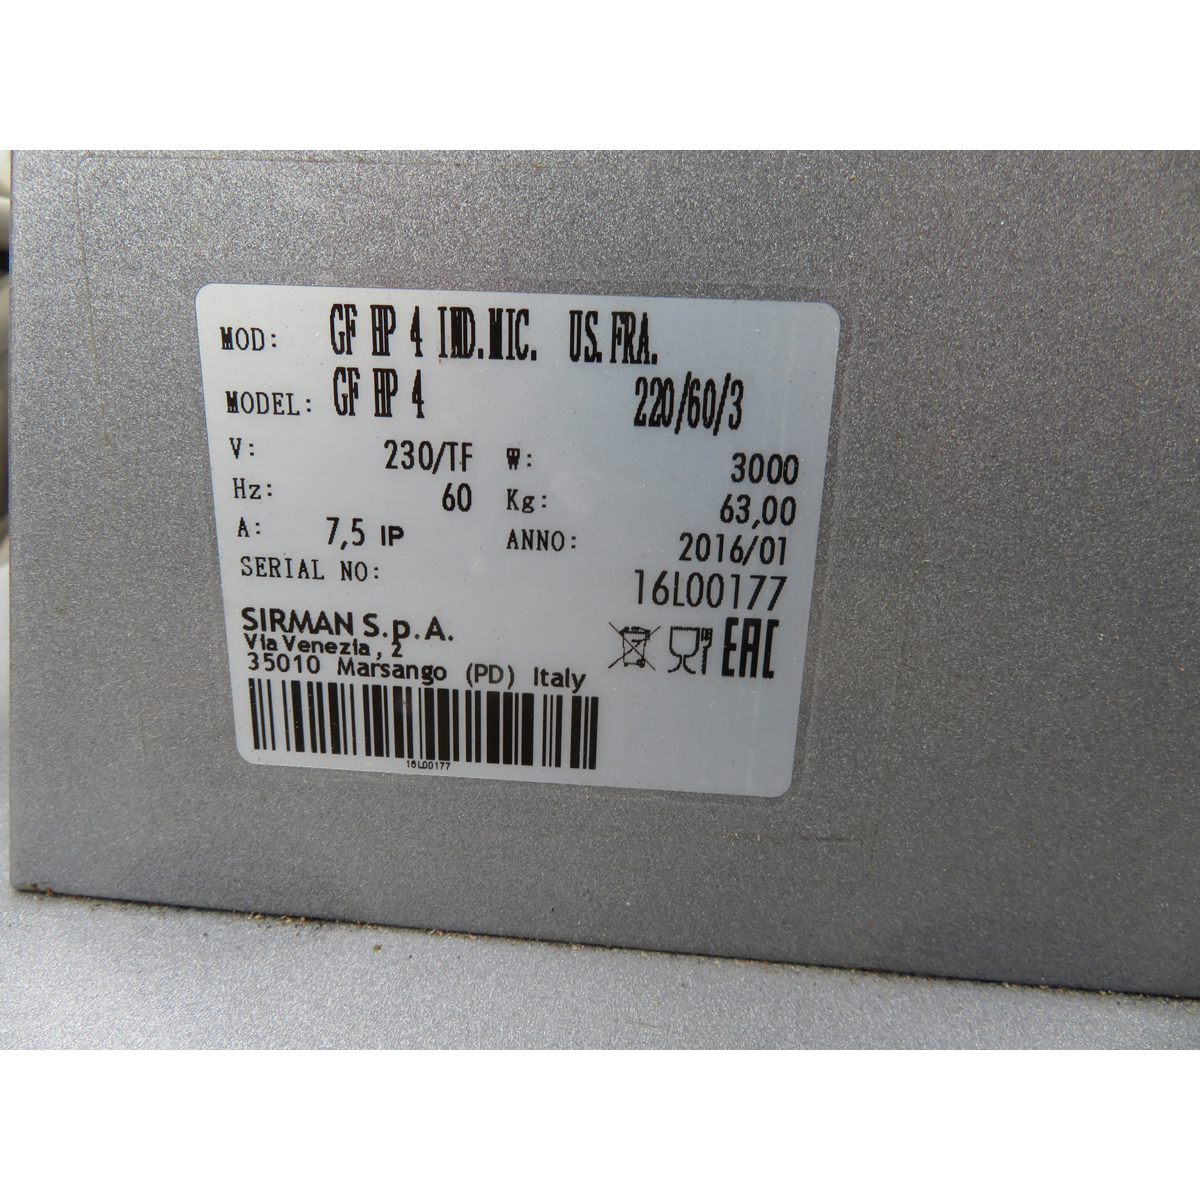 MOD: GF HP 4 IND.MIC. US.FRA.
MODEL: GF HP 4 220/60/3
V: 230/TF W: 3000
Hz: 60 Kg: 63,00
A: 7,5 IP ANNO: 2016/01
SERIAL NO: 16L00177
SIRMAN S.p.A.
Via Venezia, 2
35010 Marsango (PD) Italy
EAC
16L00177